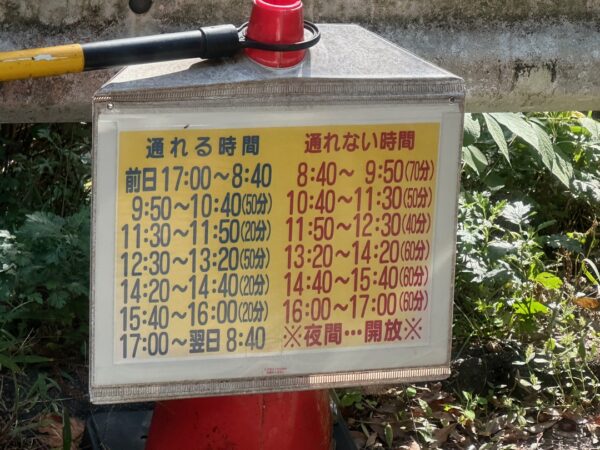 通れる時間 通れない時間
前日17:00〜8:40 8:40〜 9:50(70分)
9:50〜10:40(50分) 10:40〜11:30(50分)
11:30〜11:50(20分) 11:50〜12:30(40分)
12:30〜13:20(50分) 13:20〜14:20(60分)
14:20〜14:40(20分) 14:40〜15:40(60分)
15:40〜16:00(20分) 16:00〜17:00(60分)
17:00〜翌日 8:40 ※夜間…開放※